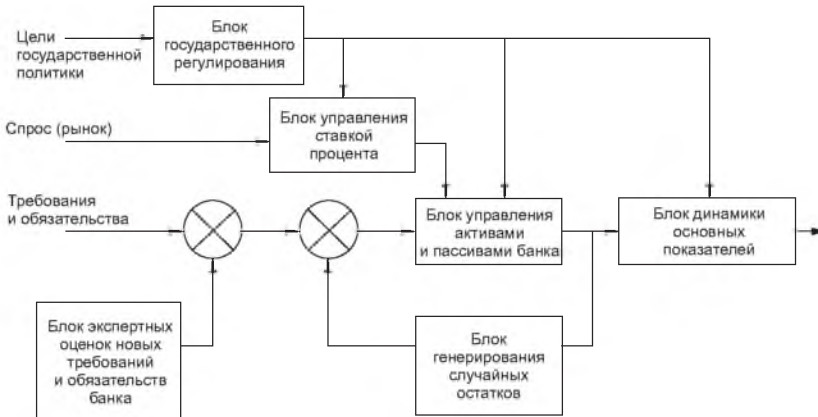 Цели
государственной
политики
Блок
государственного
регулирования
Спрос (рынок)
Блок управления
ставкой
процента
Требования
и обязательства
Блок управления
активами
и пассивами банка
Блок динамики
основных
показателей
Блок экспертных
оценок новых
требований
и обязательств
банка
Блок
генерирования
случайных
остатков